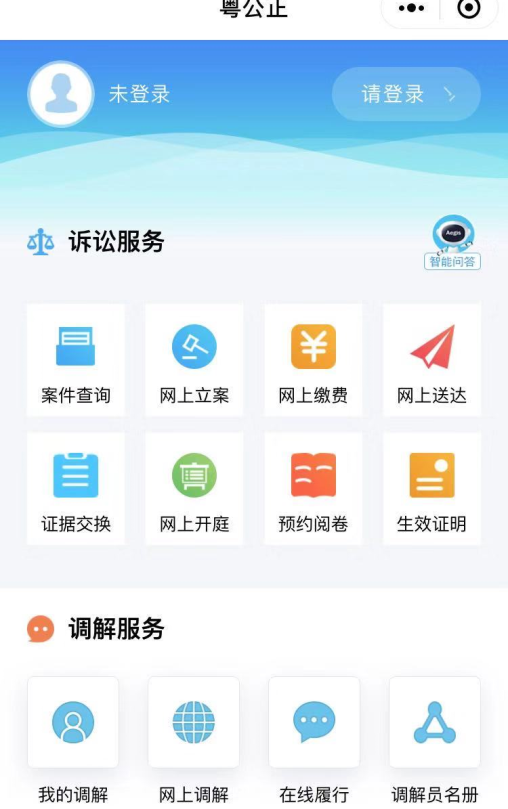 粤公正
未登录
请登录
诉讼服务
Aegis
智能问答
案件查询
网上立案
网上缴费
网上送达
证据交换
网上开庭
预约阅卷
生效证明
调解服务
我的调解
网上调解
在线履行
调解员名册